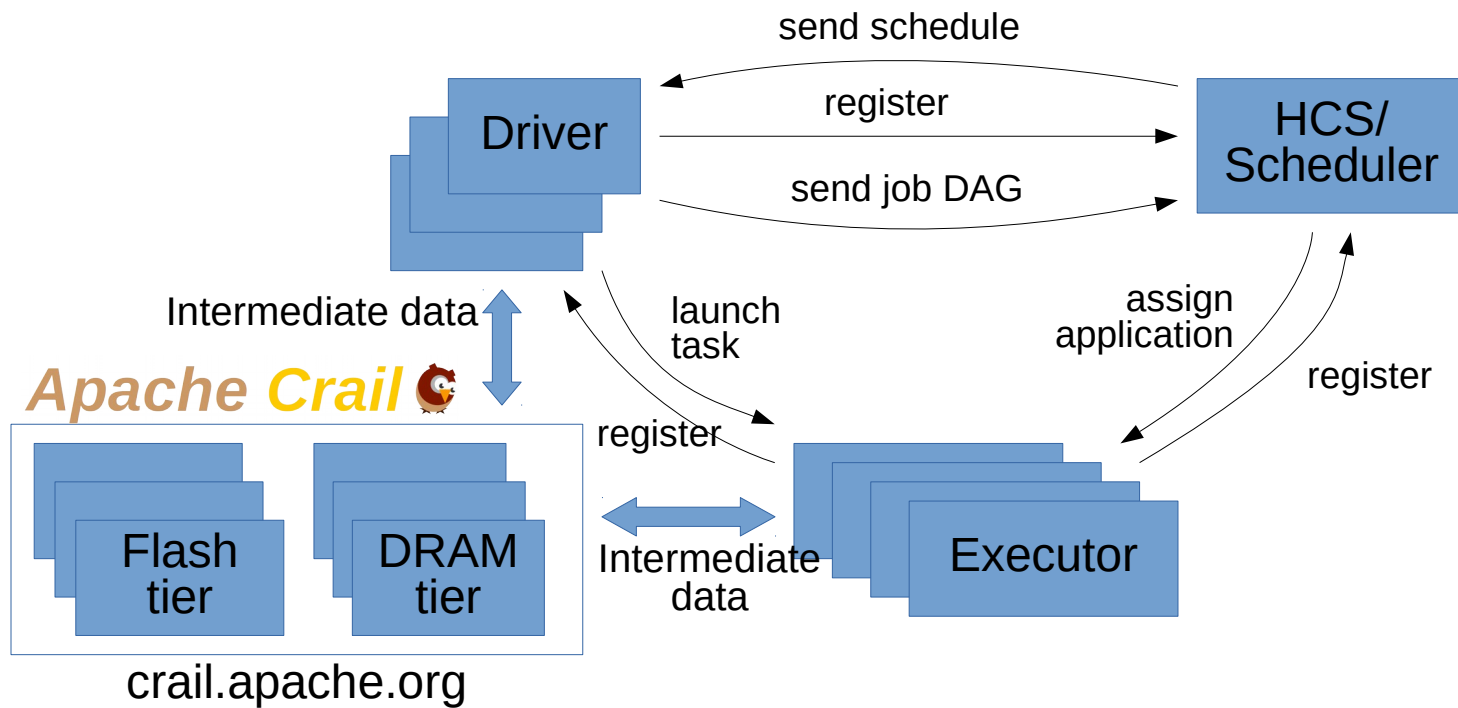 send schedule
register
send job DAG
Driver
HCS/
Scheduler
Intermediate data
launch
task
assign
application
register
Apache Crail
register
Flash
tier
DRAM
tier
Intermediate
data
Executor
crail.apache.org